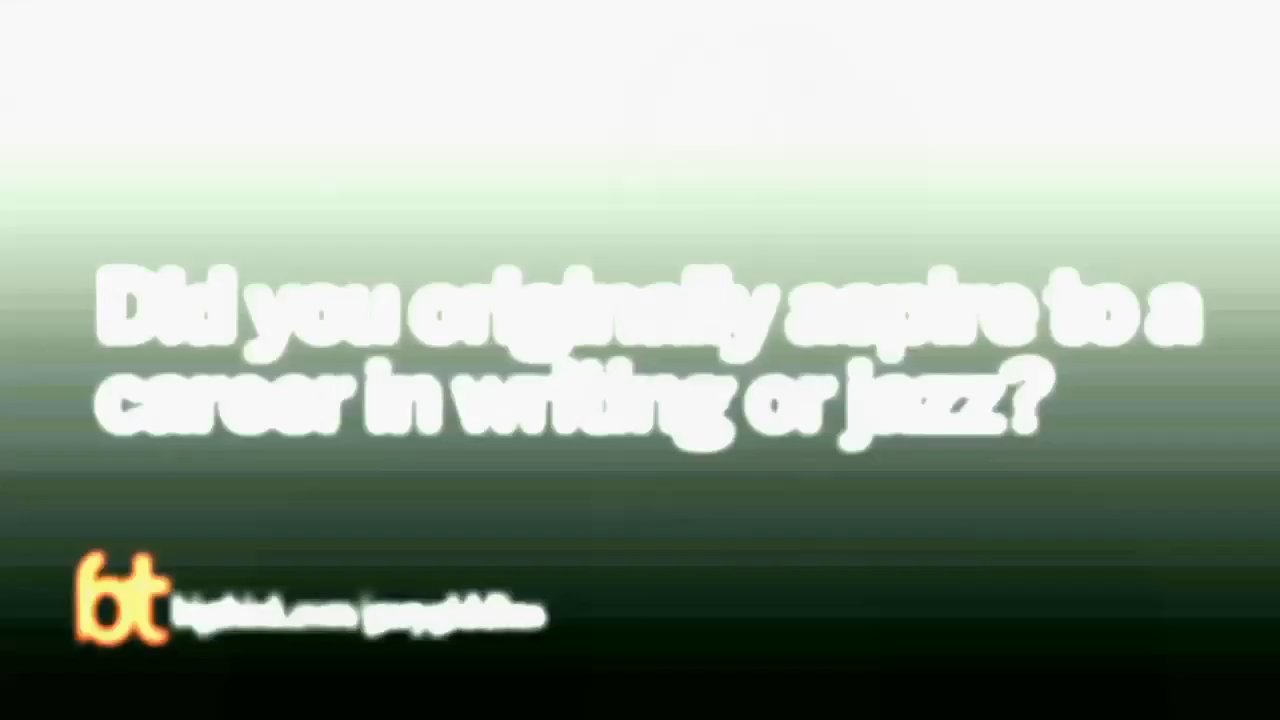 Did you originally aspire to a
career in writing or jazz?
bt